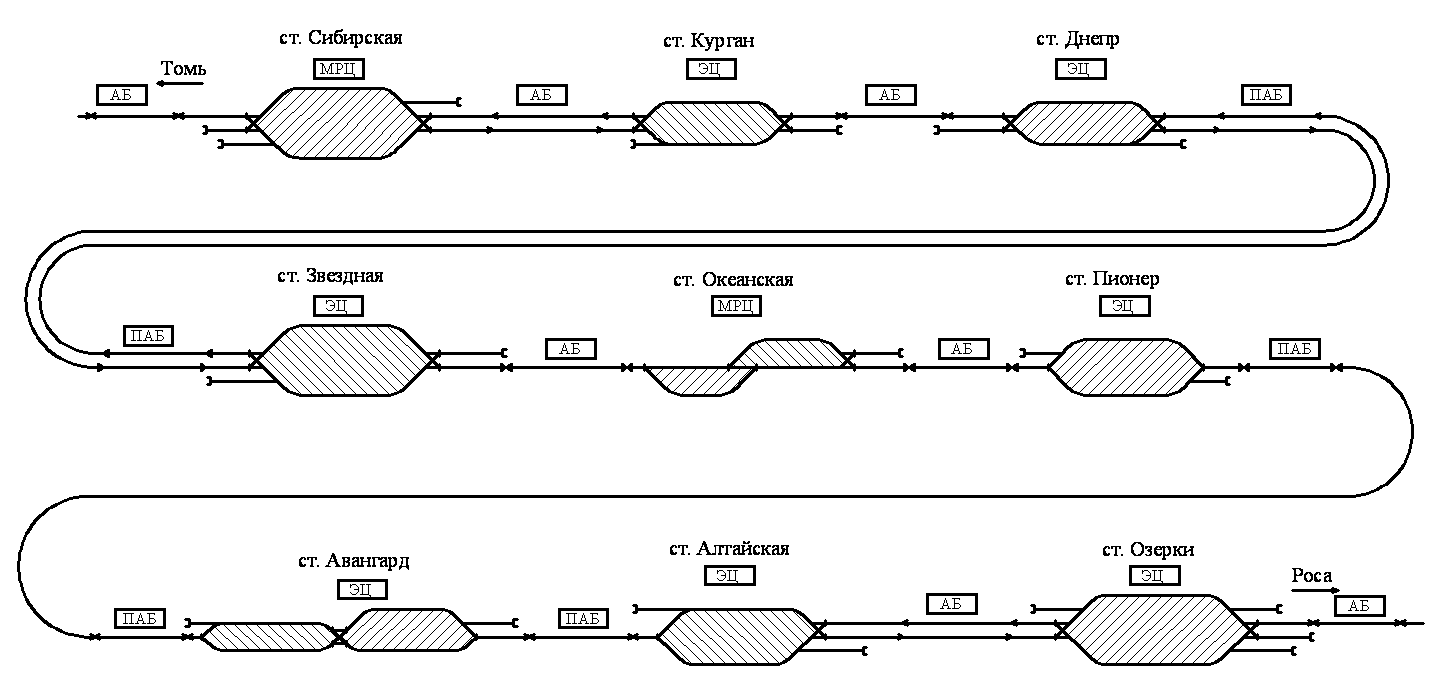 ст. Сибирская
ст. Курган
ст. Днепр
МРЦ
ЭЦ
ЭЦ
Томь
АБ
АБ
АБ
ПАБ
ст. Звездная
ст. Океанская
ст. Пионер
ЭЦ
МРЦ
ЭЦ
ПАБ
АБ
АБ
ПАБ
ст. Авангард
ст. Алтайская
ст. Озерки
ЭЦ
ЭЦ
ЭЦ
Роса
ПАБ
ПАБ
АБ
АБ